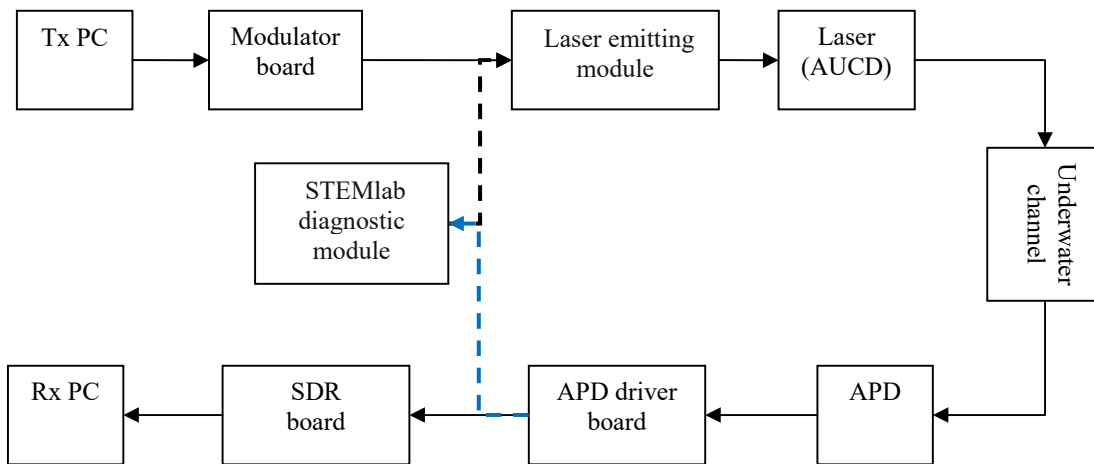 Tx PC
Modulator
board
Laser emitting
module
Laser
(AUCD)
STEMlab
diagnostic
module
Underwater
channel
Rx PC
SDR
board
APD driver
board
APD